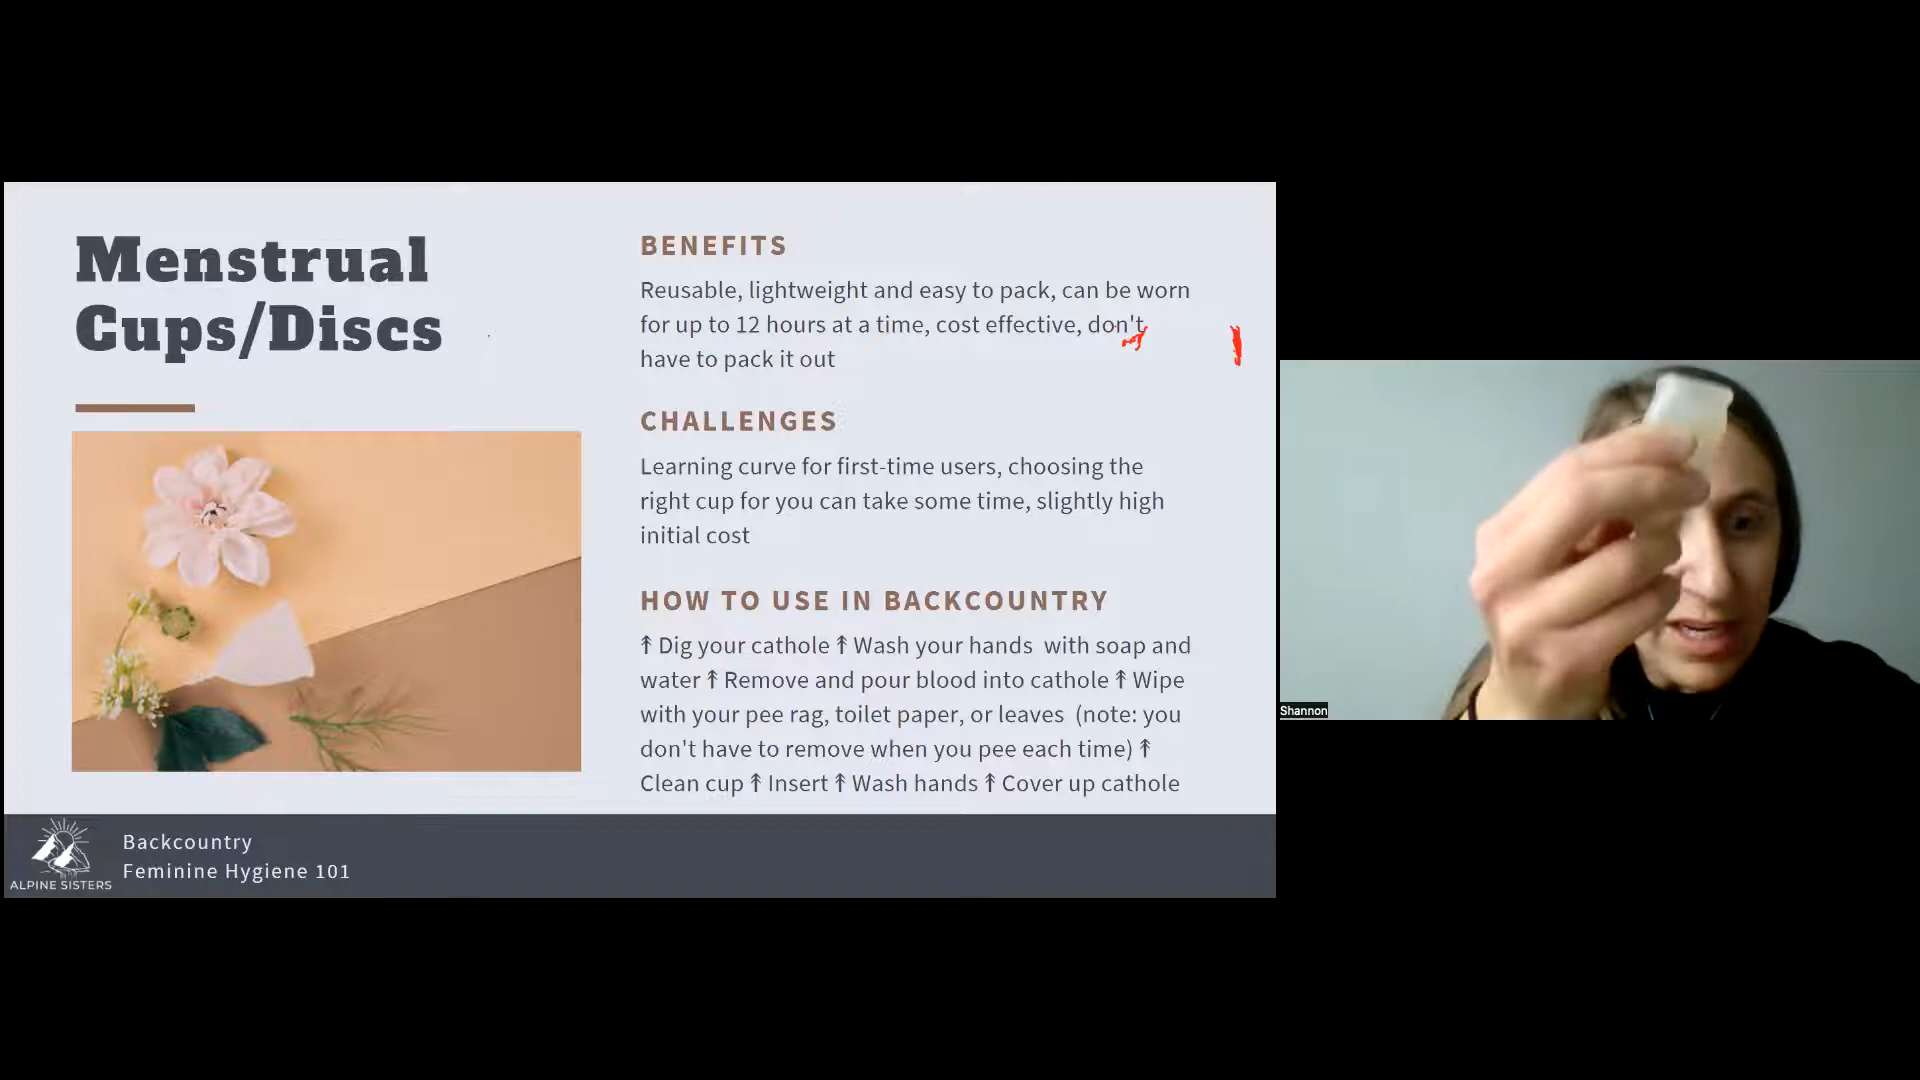 Menstrual
Cups/Discs
BENEFITS
Reusable, lightweight and easy to pack, can be worn
for up to 12 hours at a time, cost effective, don't
have to pack it out
CHALLENGES
Learning curve for first-time users, choosing the
right cup for you can take some time, slightly high
initial cost
HOW TO USE IN BACKCOUNTRY
↟ Dig your cathole ↟ Wash your hands  with soap and
water ↟ Remove and pour blood into cathole ↟ Wipe
with your pee rag, toilet paper, or leaves  (note: you
don't have to remove when you pee each time) ↟
Clean cup ↟ Insert ↟ Wash hands ↟ Cover up cathole
ALPINE SISTERS
Backcountry
Feminine Hygiene 101
Shannon